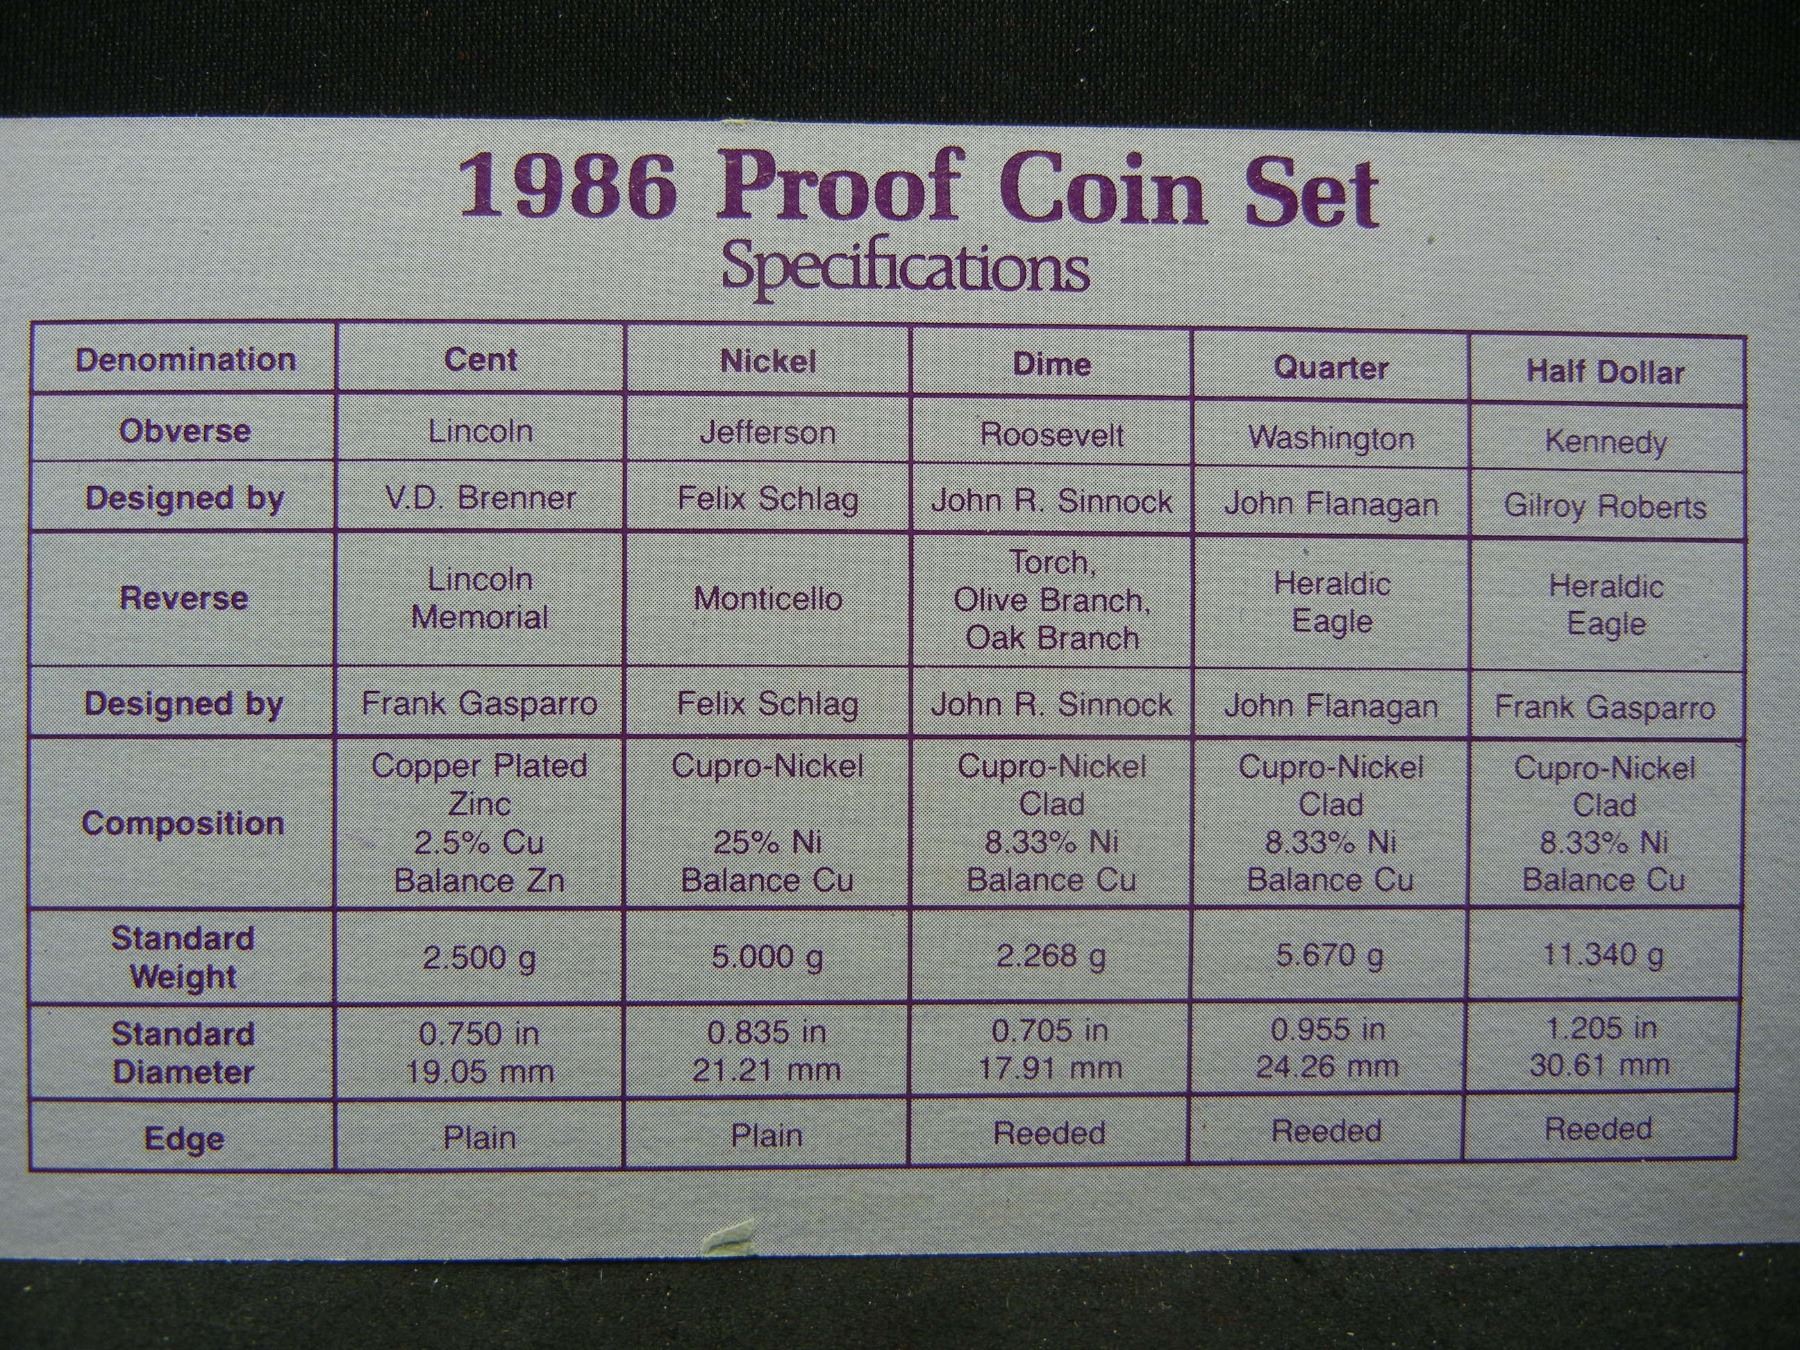 1986 Proof Coin Set
Specifications
Denomination Cent Nickel Dime Quarter Half Dollar
Obverse Lincoln Jefferson Roosevelt Washington Kennedy
Designed by V.D. Brenner Felix Schlag John R. Sinnock John Flanagan Gilroy Roberts
Reverse
Lincoln
Memorial
Monticello
Torch,
Olive Branch,
Oak Branch
Heraldic
Eagle
Heraldic
Eagle
Designed by Frank Gasparro Felix Schlag John R. Sinnock John Flanagan Frank Gasparro
Composition
Copper Plated
Zinc
2.5% Cu
Balance Zn
Cupro-Nickel
25% Ni
Balance Cu
Cupro-Nickel
Clad
8.33% Ni
Balance Cu
Cupro-Nickel
Clad
8.33% Ni
Balance Cu
Cupro-Nickel
Clad
8.33% Ni
Balance Cu
Standard
Weight
2.500 g 5.000 g 2.268 g 5.670 g 11.340 g
Standard
Diameter
0.750 in
19.05 mm
0.835 in
21.21 mm
0.705 in
17.91 mm
0.955 in
24.26 mm
1.205 in
30.61 mm
Edge Plain Plain Reeded Reeded Reeded